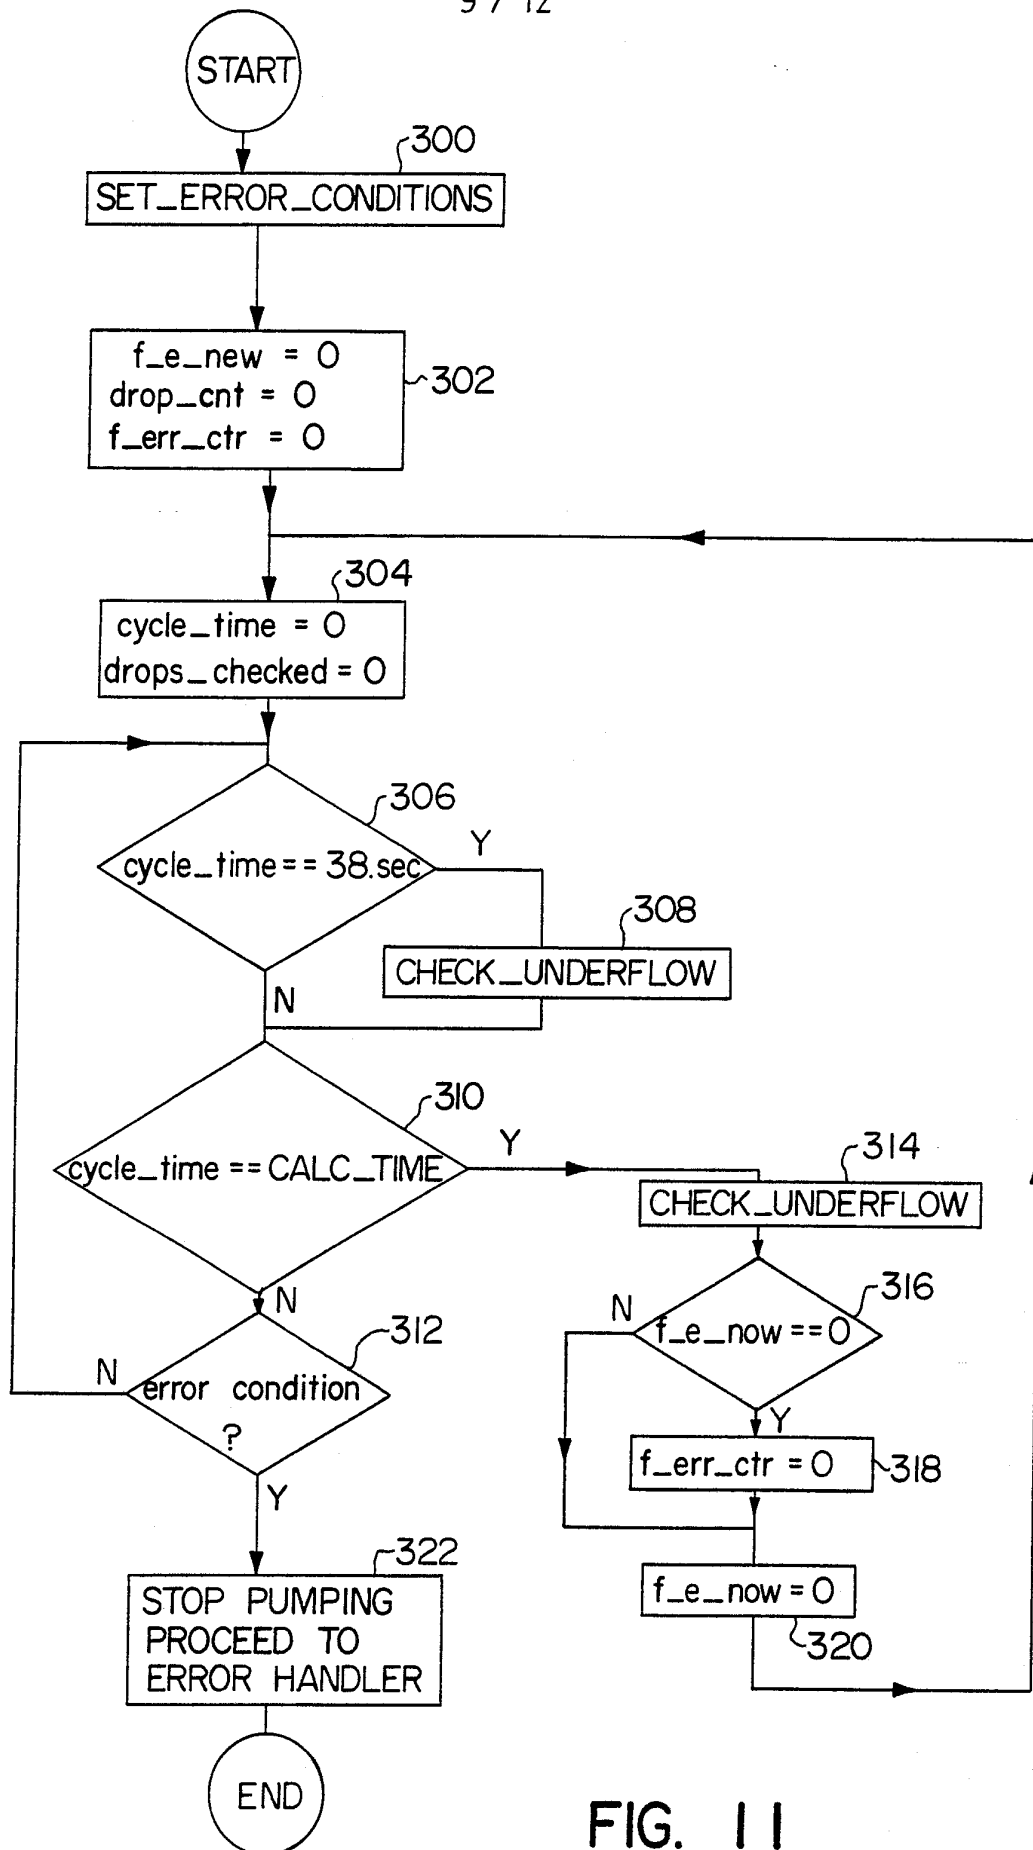 9 / 12
START
300
SET_ERROR_CONDITIONS
f_e_new = 0
drop_cnt = 0
f_err_ctr = 0
302
304
cycle_time = 0
drops_checked = 0
306
cycle_time == 38.sec
Y
308
CHECK_UNDERFLOW
N
310
cycle_time == CALC_TIME
Y
314
CHECK_UNDERFLOW
N
316
f_e_now == 0
N
312
error condition
?
N
Y
f_err_ctr = 0
318
Y
322
STOP PUMPING
PROCEED TO
ERROR HANDLER
f_e_now = 0
320
END
FIG. 11